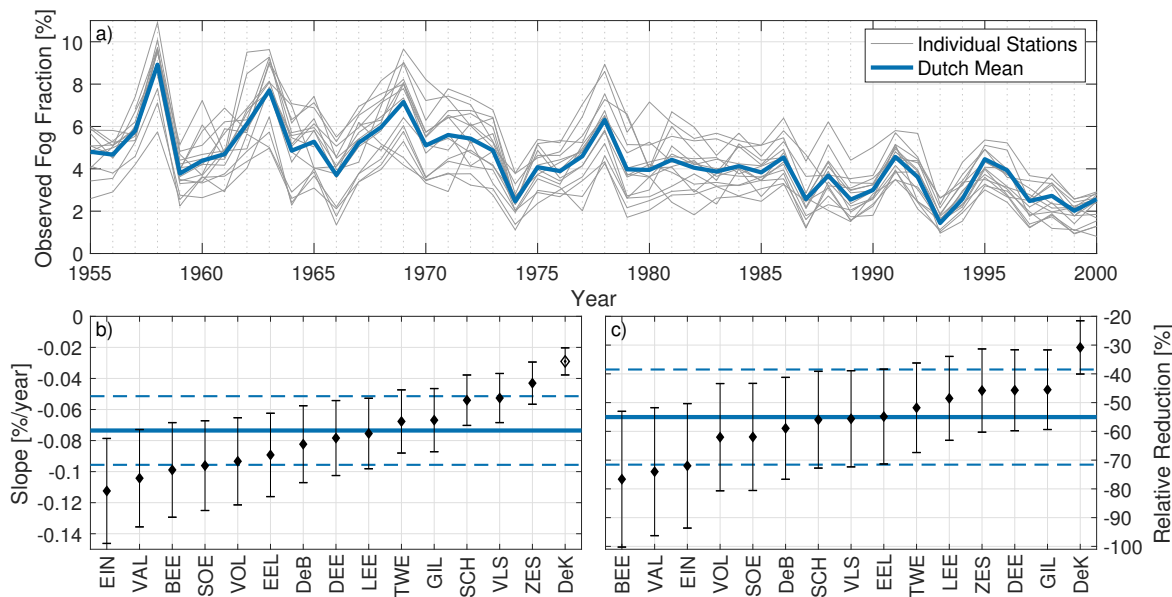 Observed Fog Fraction [%]
a)
10
8
6
4
2
0
Individual Stations
Dutch Mean
1955 1960 1965 1970 1975 1980 1985 1990 1995 2000
Year
Slope [%/year]
b)
0
-0.02
-0.04
-0.06
-0.08
-0.1
-0.12
-0.14
EIN VAL BEE SOE VOL EEL DeB DEE LEE TWE GIL SCH VLS ZES DeK
c)
-20
-30
-40
-50
-60
-70
-80
-90
-100
Relative Reduction [%]
BEE VAL EIN VOL SOE DeB SCH VLS EEL TWE LEE ZES DEE GIL DeK